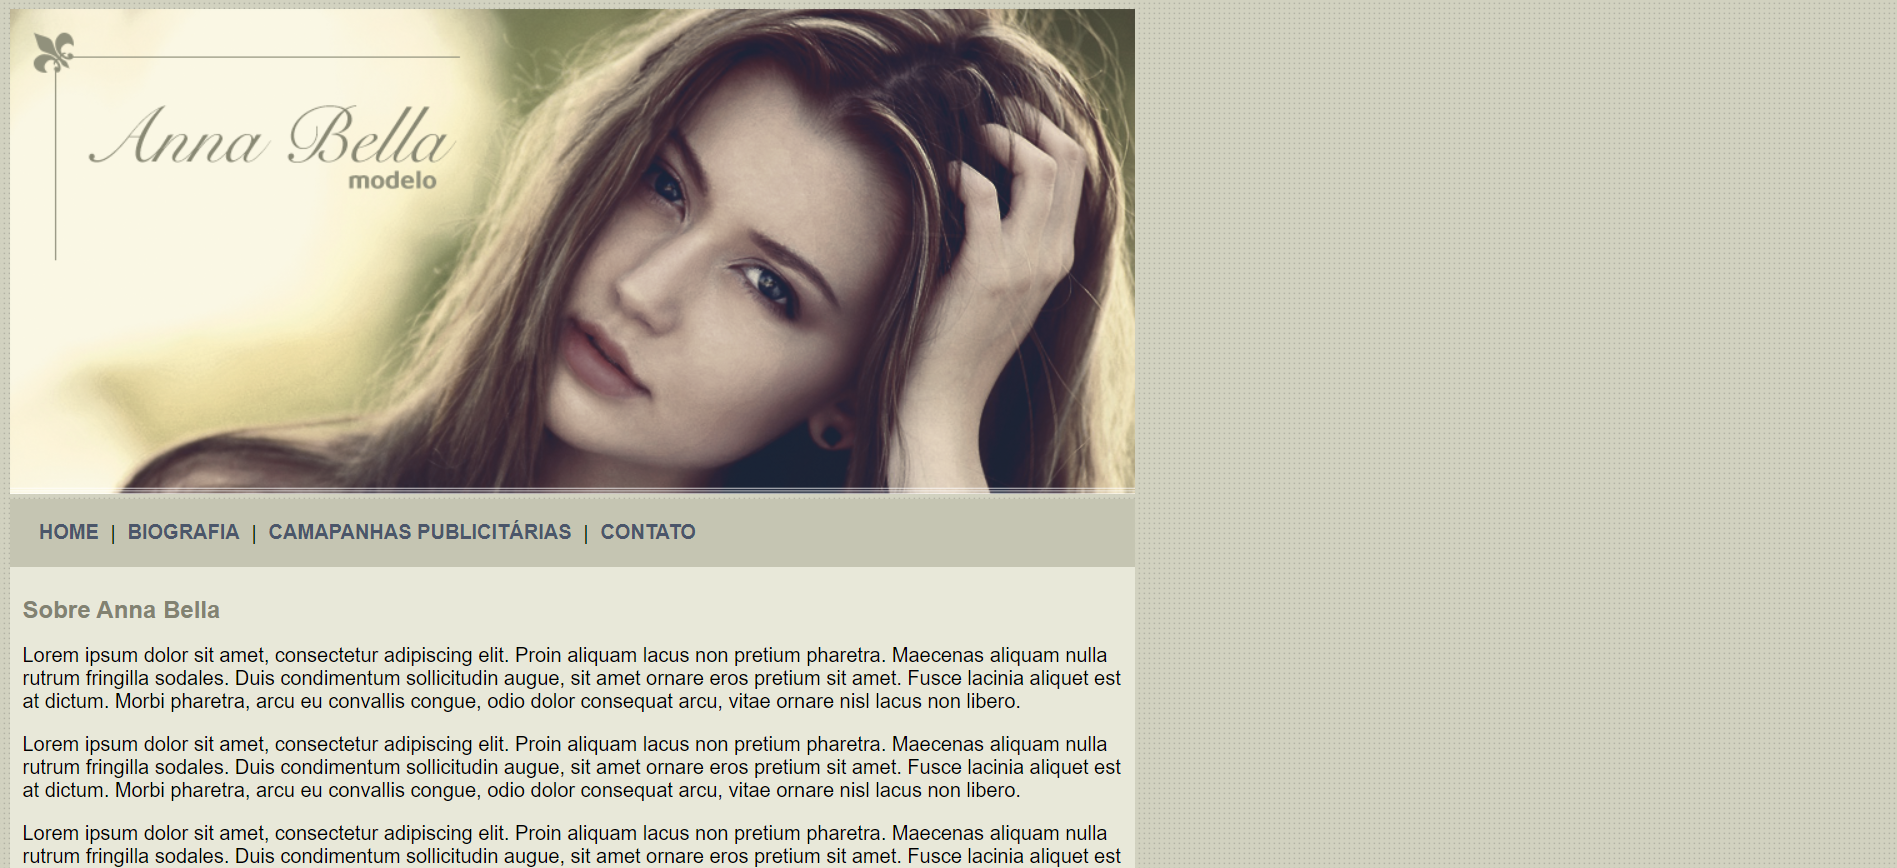 Anna Bella
modelo
HOME | BIOGRAFIA | CAMAPANHAS PUBLICITÁRIAS | CONTATO
Sobre Anna Bella
Lorem ipsum dolor sit amet, consectetur adipiscing elit. Proin aliquam lacus non pretium pharetra. Maecenas aliquam nulla
rutrum fringilla sodales. Duis condimentum sollicitudin augue, sit amet ornare eros pretium sit amet. Fusce lacinia aliquet est
at dictum. Morbi pharetra, arcu eu convallis congue, odio dolor consequat arcu, vitae ornare nisl lacus non libero.
Lorem ipsum dolor sit amet, consectetur adipiscing elit. Proin aliquam lacus non pretium pharetra. Maecenas aliquam nulla
rutrum fringilla sodales. Duis condimentum sollicitudin augue, sit amet ornare eros pretium sit amet. Fusce lacinia aliquet est
at dictum. Morbi pharetra, arcu eu convallis congue, odio dolor consequat arcu, vitae ornare nisl lacus non libero.
Lorem ipsum dolor sit amet, consectetur adipiscing elit. Proin aliquam lacus non pretium pharetra. Maecenas aliquam nulla
rutrum fringilla sodales. Duis condimentum sollicitudin augue, sit amet ornare eros pretium sit amet. Fusce lacinia aliquet est